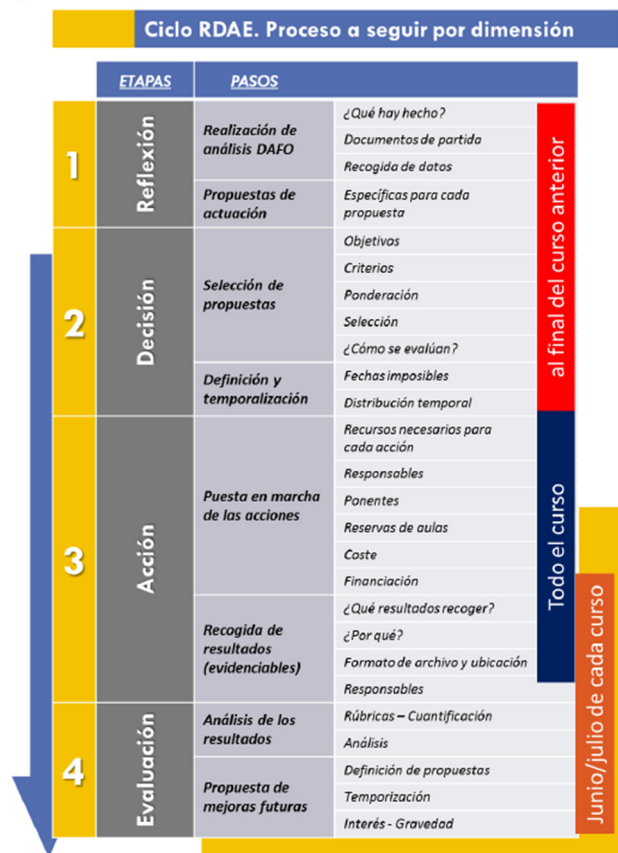 Ciclo RDAE. Proceso a seguir por dimensión
ETAPAS
PASOS
1
Reflexión
Realización de
análisis DAFO
¿Qué hay hecho?
Documentos de partida
Recogida de datos
Propuestas de
actuación
Específicas para cada
propuesta
2
Decisión
Selección de
propuestas
Objetivos
Criterios
Ponderación
Selección
¿Cómo se evalúan?
Definición y
temporalización
Fechas imposibles
Distribución temporal
al final del curso anterior
3
Acción
Puesta en marcha
de las acciones
Recursos necesarios para
cada acción
Responsables
Ponentes
Reservas de aulas
Coste
Financiación
Recogida de
resultados
(evidenciables)
¿Qué resultados recoger?
¿Por qué?
Formato de archivo y ubicación
Responsables
Todo el curso
4
Evaluación
Análisis de los
resultados
Rúbricas – Cuantificación
Análisis
Propuesta de
mejoras futuras
Definición de propuestas
Temporización
Interés - Gravedad
Junio/julio de cada curso